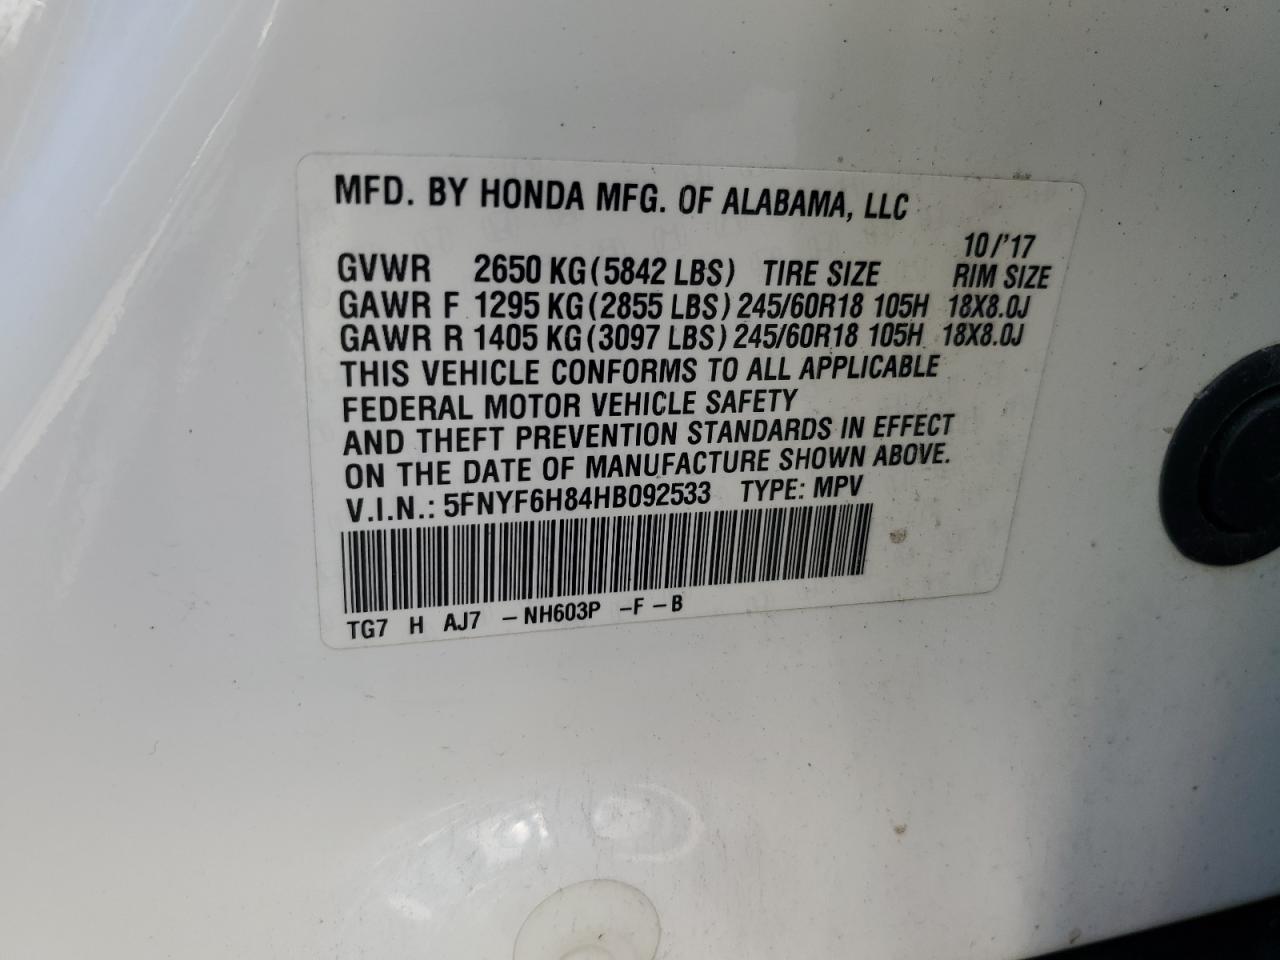 MFD. BY HONDA MFG. OF ALABAMA, LLC
10/'17
GVWR 2650 KG (5842 LBS) TIRE SIZE RIM SIZE
GAWR F 1295 KG (2855 LBS) 245/60R18 105H 18X8.0J
GAWR R 1405 KG (3097 LBS) 245/60R18 105H 18X8.0J
THIS VEHICLE CONFORMS TO ALL APPLICABLE
FEDERAL MOTOR VEHICLE SAFETY
AND THEFT PREVENTION STANDARDS IN EFFECT
ON THE DATE OF MANUFACTURE SHOWN ABOVE.
V.I.N.: 5FNYF6H84HB092533 TYPE: MPV
TG7 H AJ7 -NH603P -F-B